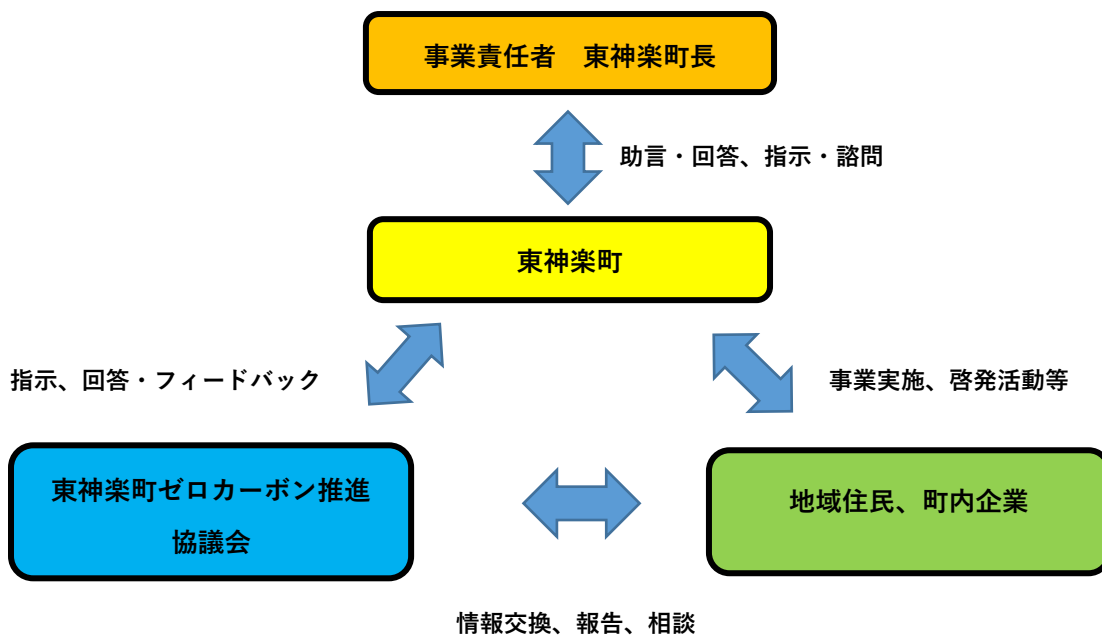 事業責任者　東神楽町長
助言・回答、指示・諮問
東神楽町
指示、回答・フィードバック
事業実施、啓発活動等
東神楽町ゼロカーボン推進
協議会
地域住民、町内企業
情報交換、報告、相談